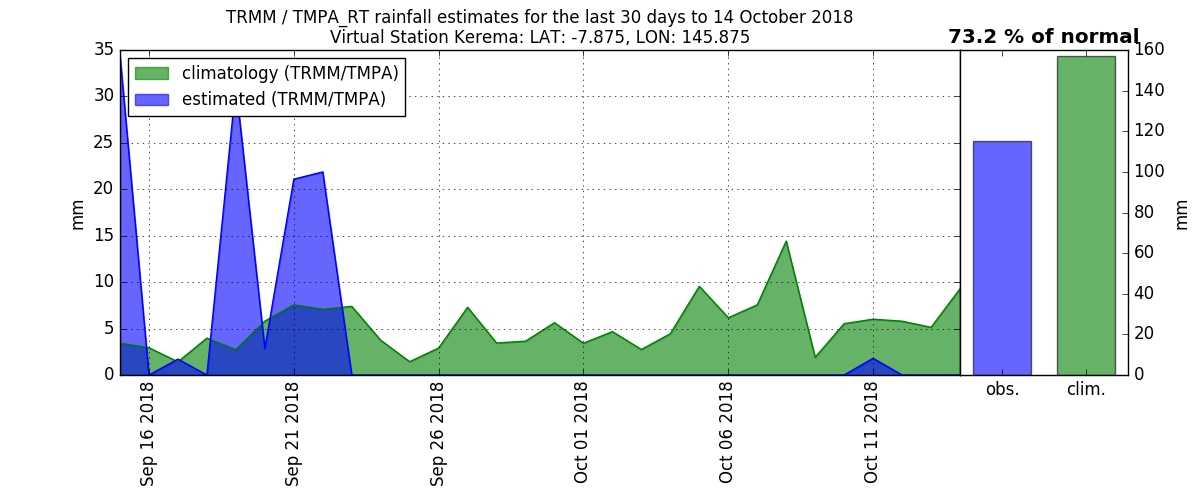 TRMM / TMPA_RT rainfall estimates for the last 30 days to 14 October 2018
Virtual Station Kerema: LAT: -7.875, LON: 145.875
73.2 % of normal
climatology (TRMM/TMPA)
estimated (TRMM/TMPA)
35
30
25
20
15
10
5
0
mm
Sep 16 2018
Sep 21 2018
Sep 26 2018
Oct 01 2018
Oct 06 2018
Oct 11 2018
160
140
120
100
80
60
40
20
0
mm
obs.
clim.